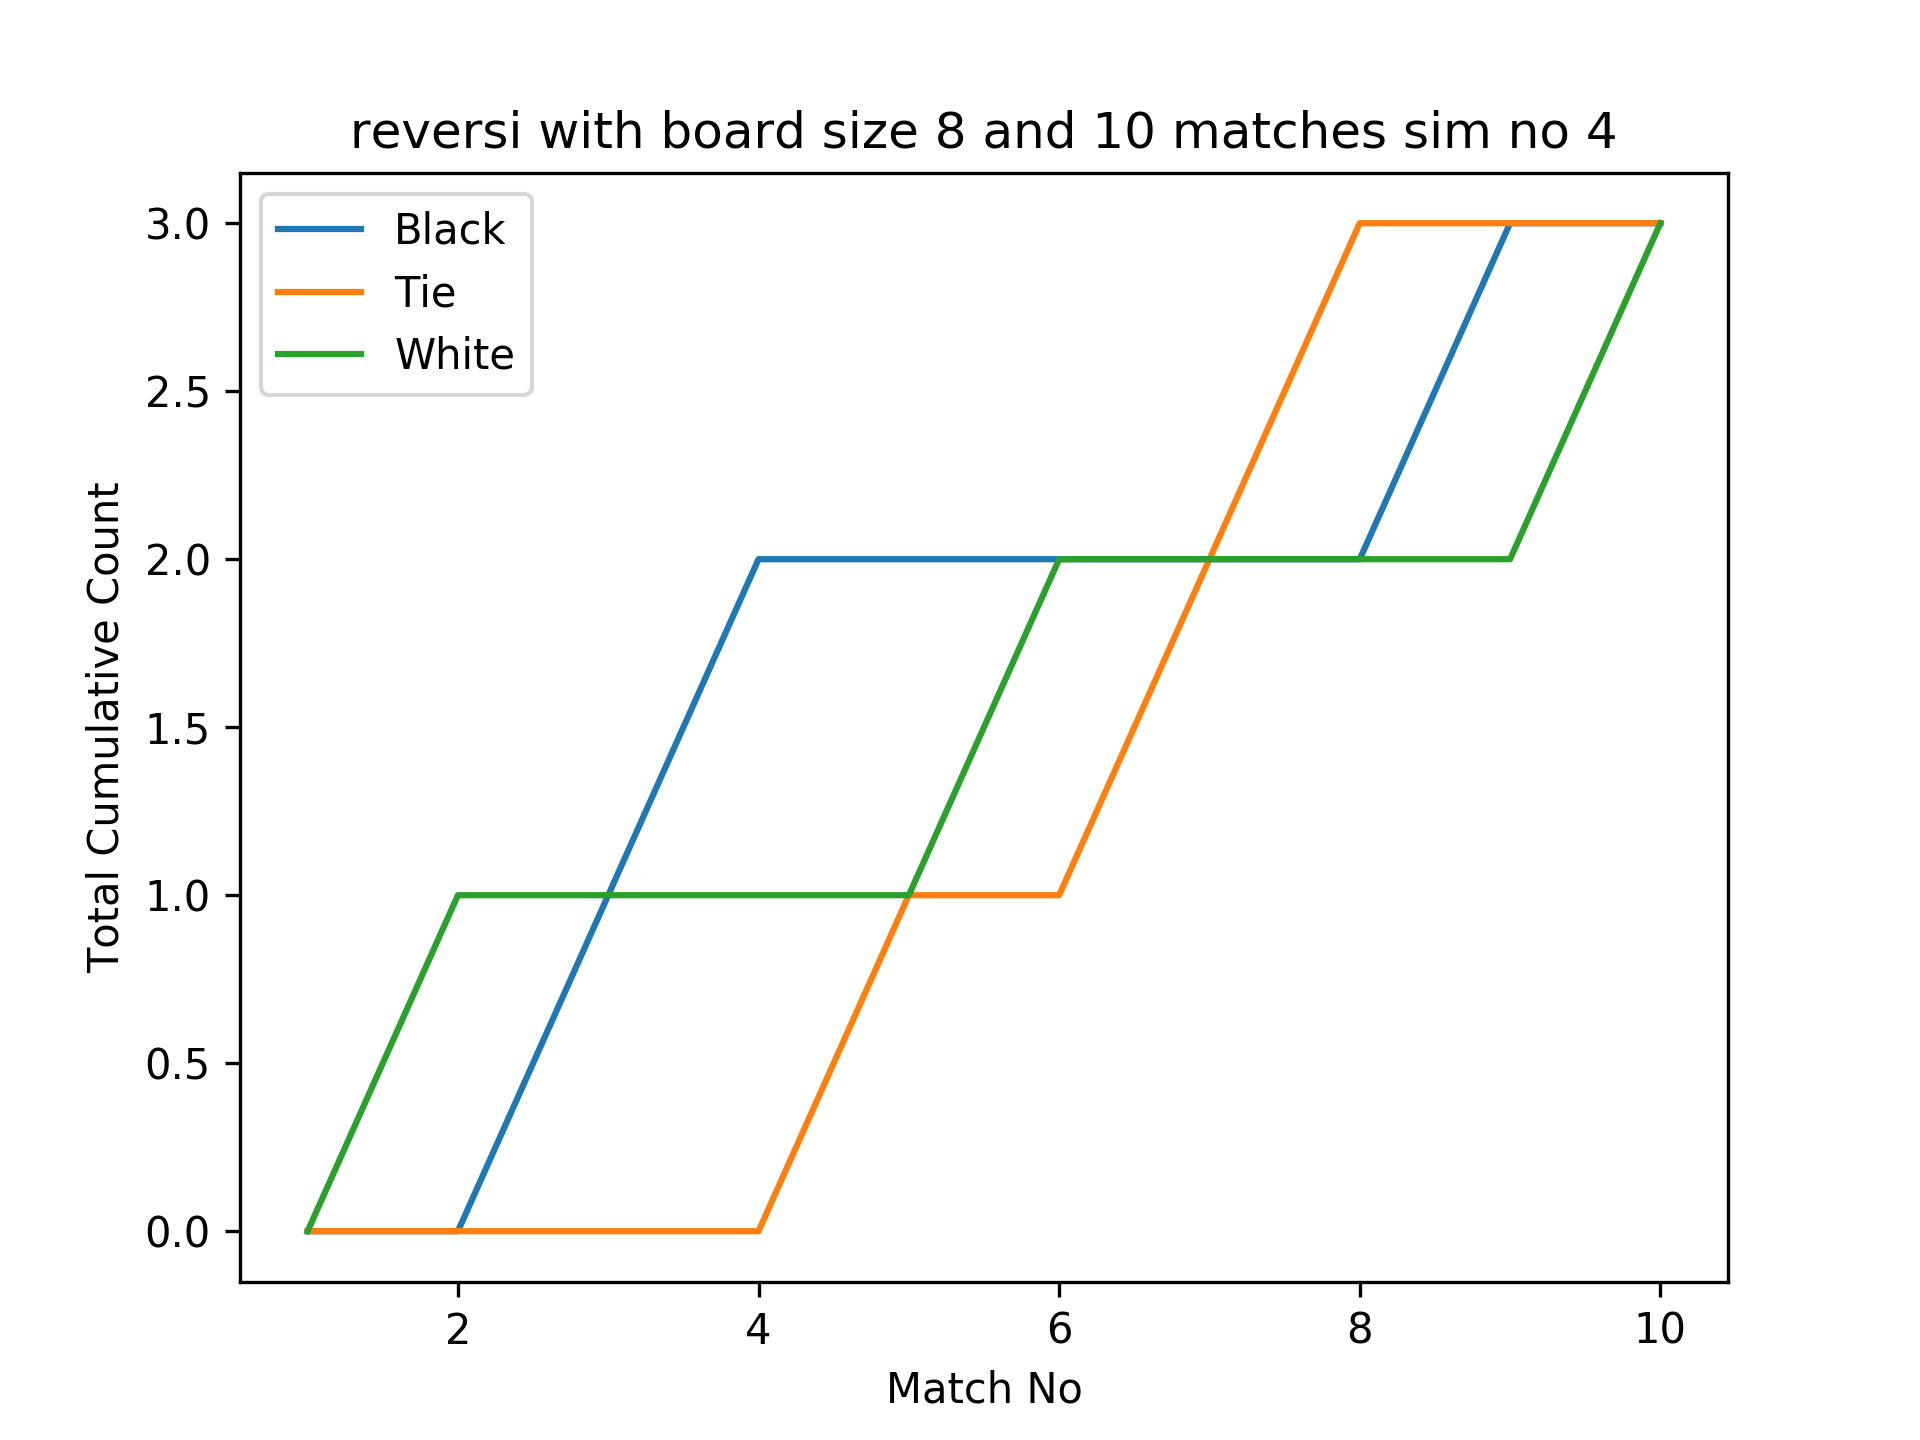 reversi with board size 8 and 10 matches sim no 4
Black
Tie
White
Total Cumulative Count
3.0
2.5
2.0
1.5
1.0
0.5
0.0
2 4 6 8 10
Match No